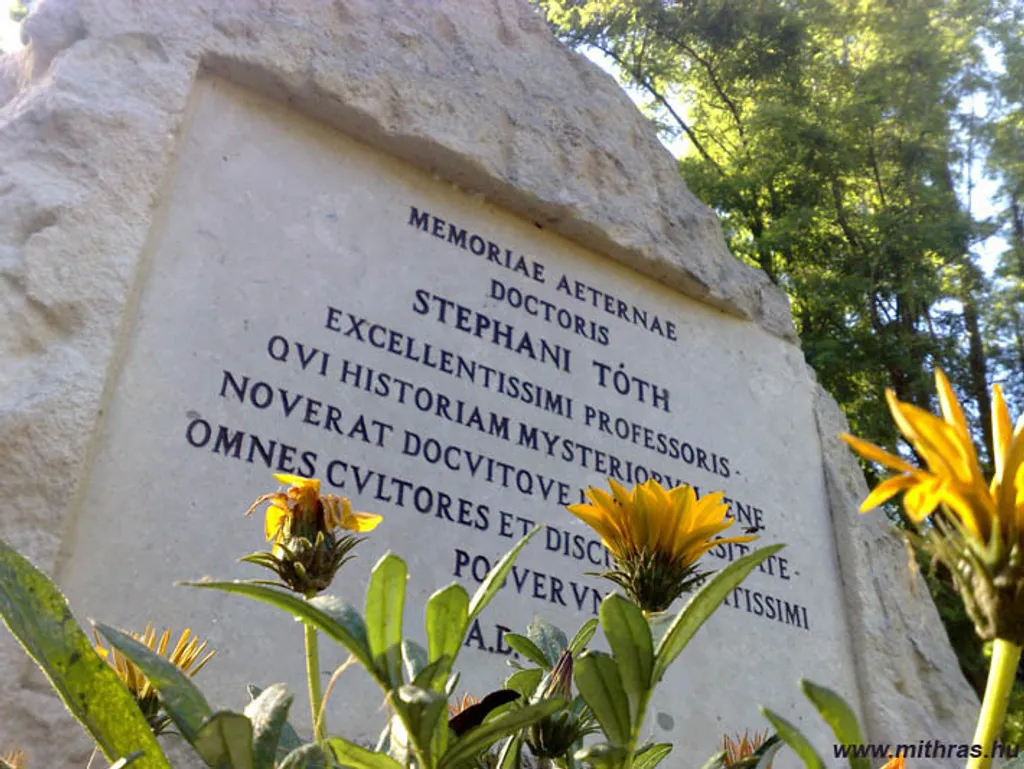 MEMORIAE AETERNAE
DOCTORIS
STEPHANI TÓTH
EXCELLENTISSIMI PROFESSORIS -
QVI HISTORIAM MYSTERIORVM BENE
NOVERAT DOCVITQVE
OMNES CVLTORES ET
POSVERVNT
A.D.
www.mithras.hu